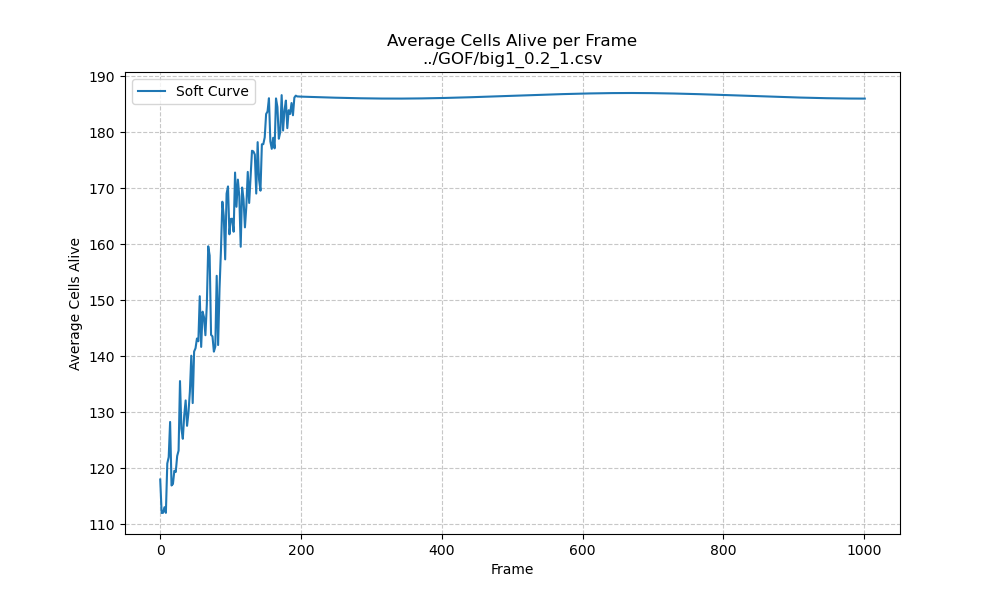 Average Cells Alive per Frame
../GOF/big1_0.2_1.csv
Soft Curve
Average Cells Alive
190
180
170
160
150
140
130
120
110
0 200 400 600 800 1000
Frame